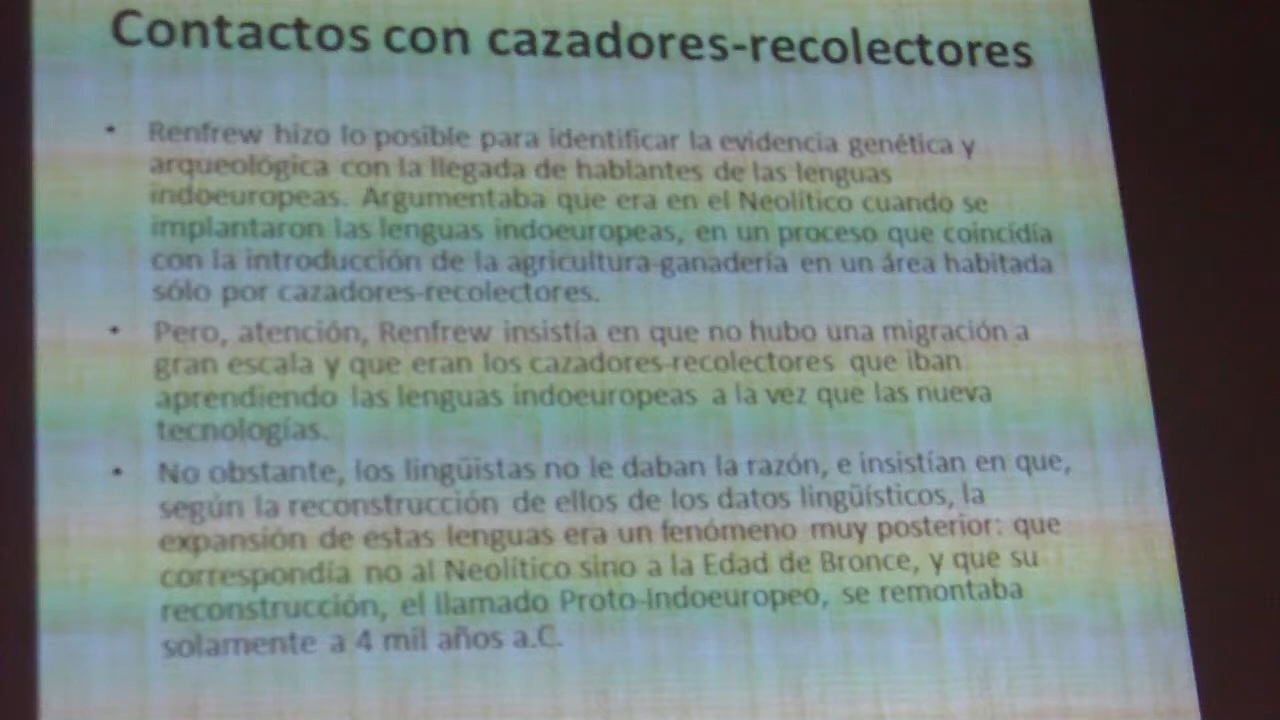 Contactos con cazadores-recolectores
• Renfrew hizo lo posible para identificar la evidencia genética y
arqueológica con la llegada de hablantes de las lenguas
indoeuropeas. Argumentaba que era en el Neolítico cuando se
implantaron las lenguas indoeuropeas, en un proceso que coincidía
con la introducción de la agricultura-ganadería en un área habitada
sólo por cazadores-recolectores.
• Pero, atención, Renfrew insistía en que no hubo una migración a
gran escala y que eran los cazadores-recolectores que iban
aprendiendo las lenguas indoeuropeas a la vez que las nueva
tecnologías.
• No obstante, los lingüistas no le daban la razón, e insistían en que,
según la reconstrucción de ellos de los datos lingüísticos, la
expansión de estas lenguas era un fenómeno muy posterior: que
correspondía no al Neolítico sino a la Edad de Bronce, y que su
reconstrucción, el llamado Proto-Indoeuropeo, se remontaba
solamente a 4 mil años a.C.